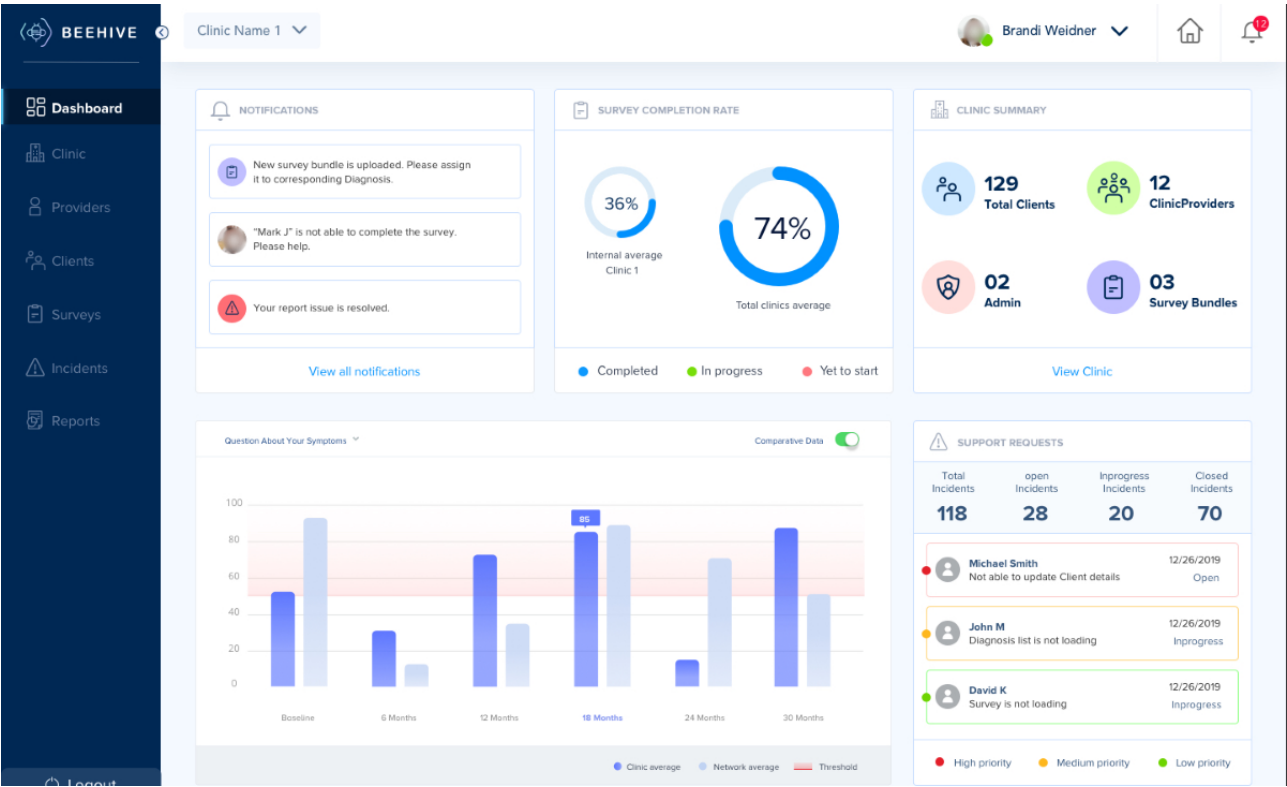 BEEHIVE
Clinic Name 1
Brandi Weidner
12
Dashboard
Clinic
Providers
Clients
Surveys
Incidents
Reports
Logout
NOTIFICATIONS
New survey bundle is uploaded. Please assign
it to corresponding Diagnosis.
"Mark J" is not able to complete the survey.
Please help.
Your report issue is resolved.
View all notifications
SURVEY COMPLETION RATE
36%
Internal average
Clinic 1
74%
Total clinics average
Completed
In progress
Yet to start
CLINIC SUMMARY
129
Total Clients
12
ClinicProviders
02
Admin
03
Survey Bundles
View Clinic
Question About Your Symptoms
Comparative Data
100
80
60
40
20
0
85
Baseline
6 Months
12 Months
18 Months
24 Months
30 Months
Clinic average
Network average
Threshold
SUPPORT REQUESTS
Total
Incidents
118
open
Incidents
28
Inprogress
Incidents
20
Closed
Incidents
70
Michael Smith
Not able to update Client details
12/26/2019
Open
John M
Diagnosis list is not loading
12/26/2019
Inprogress
David K
Survey is not loading
12/26/2019
Inprogress
High priority
Medium priority
Low priority